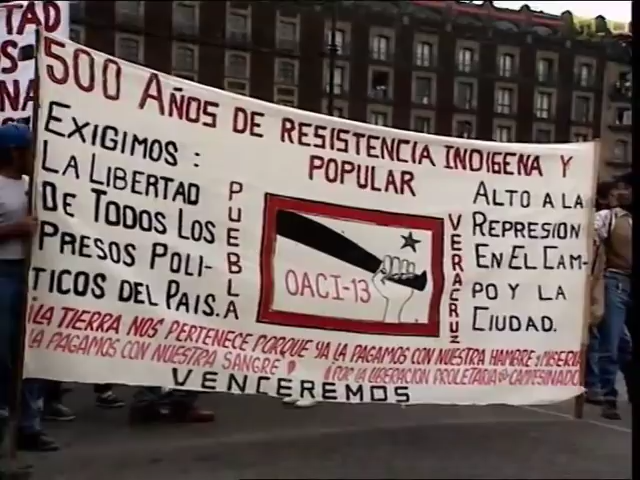 TAD
500 AÑOS DE RESISTENCIA INDIGENA Y
POPULAR
EXIGIMOS :
LA LIBERTAD
DE TODOS LOS
PRESOS POLI-
TICOS DEL PAIS.
PUEBLA
OACI-13
VERACRUZ
ALTO A LA
REPRESION
EN EL CAM-
PO Y LA
CIUDAD.
¡LA TIERRA NOS PERTENECE PORQUE YA LA PAGAMOS CON NUESTRA HAMBRE Y MISERIA
LA PAGAMOS CON NUESTRA SANGRE!
¡POR LA LIBERACION PROLETARIA CAMPESINADO
VENCEREMOS